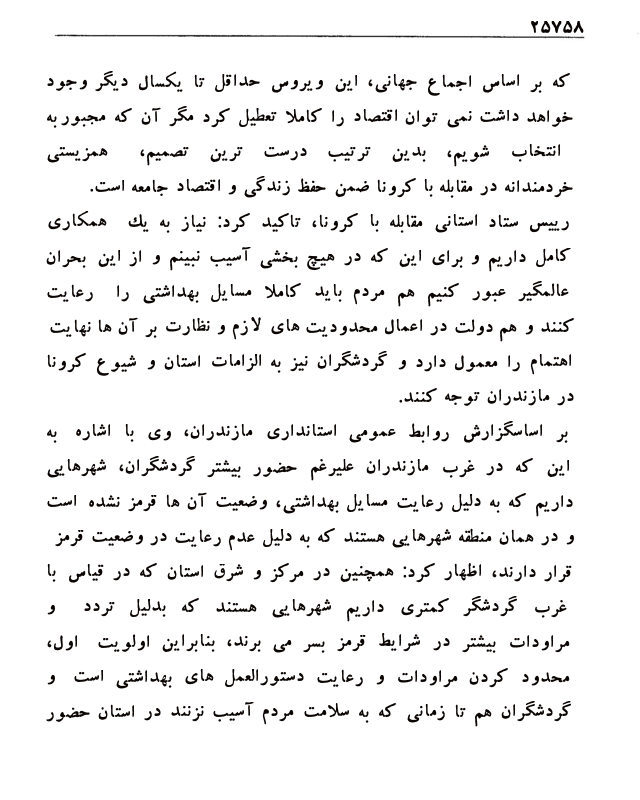 ۲۵۷۵۸
که بر اساس اجماع جهانی، این ویروس حداقل تا یکسال دیگر وجود
خواهد داشت نمی توان اقتصاد را کاملا تعطیل کرد مگر آن که مجبور به
انتخاب شویم، بدین ترتیب درست ترین تصمیم، همزیستی
خردمندانه در مقابله با کرونا ضمن حفظ زندگی و اقتصاد جامعه است.
رییس ستاد استانی مقابله با کرونا، تاکید کرد: نیاز به یك همکاری
کامل داریم و برای این که در هیچ بخشی آسیب نبینم و از این بحران
عالمگیر عبور کنیم هم مردم باید کاملا مسایل بهداشتی را رعایت
کنند و هم دولت در اعمال محدودیت های لازم و نظارت بر آن ها نهایت
اهتمام را معمول دارد و گردشگران نیز به الزامات استان و شیوع کرونا
در مازندران توجه کنند.
بر اساسگزارش روابط عمومی استانداری مازندران، وی با اشاره به
این که در غرب مازندران علیرغم حضور بیشتر گردشگران، شهرهایی
داریم که به دلیل رعایت مسایل بهداشتی، وضعیت آن ها قرمز نشده است
و در همان منطقه شهرهایی هستند که به دلیل عدم رعایت در وضعیت قرمز
قرار دارند، اظهار کرد: همچنین در مرکز و شرق استان که در قیاس با
غرب گردشگر کمتری داریم شهرهایی هستند که بدلیل تردد و
مراودات بیشتر در شرایط قرمز بسر می برند، بنابراین اولویت اول،
محدود کردن مراودات و رعایت دستورالعمل های بهداشتی است و
گردشگران هم تا زمانی که به سلامت مردم آسیب نزنند در استان حضور